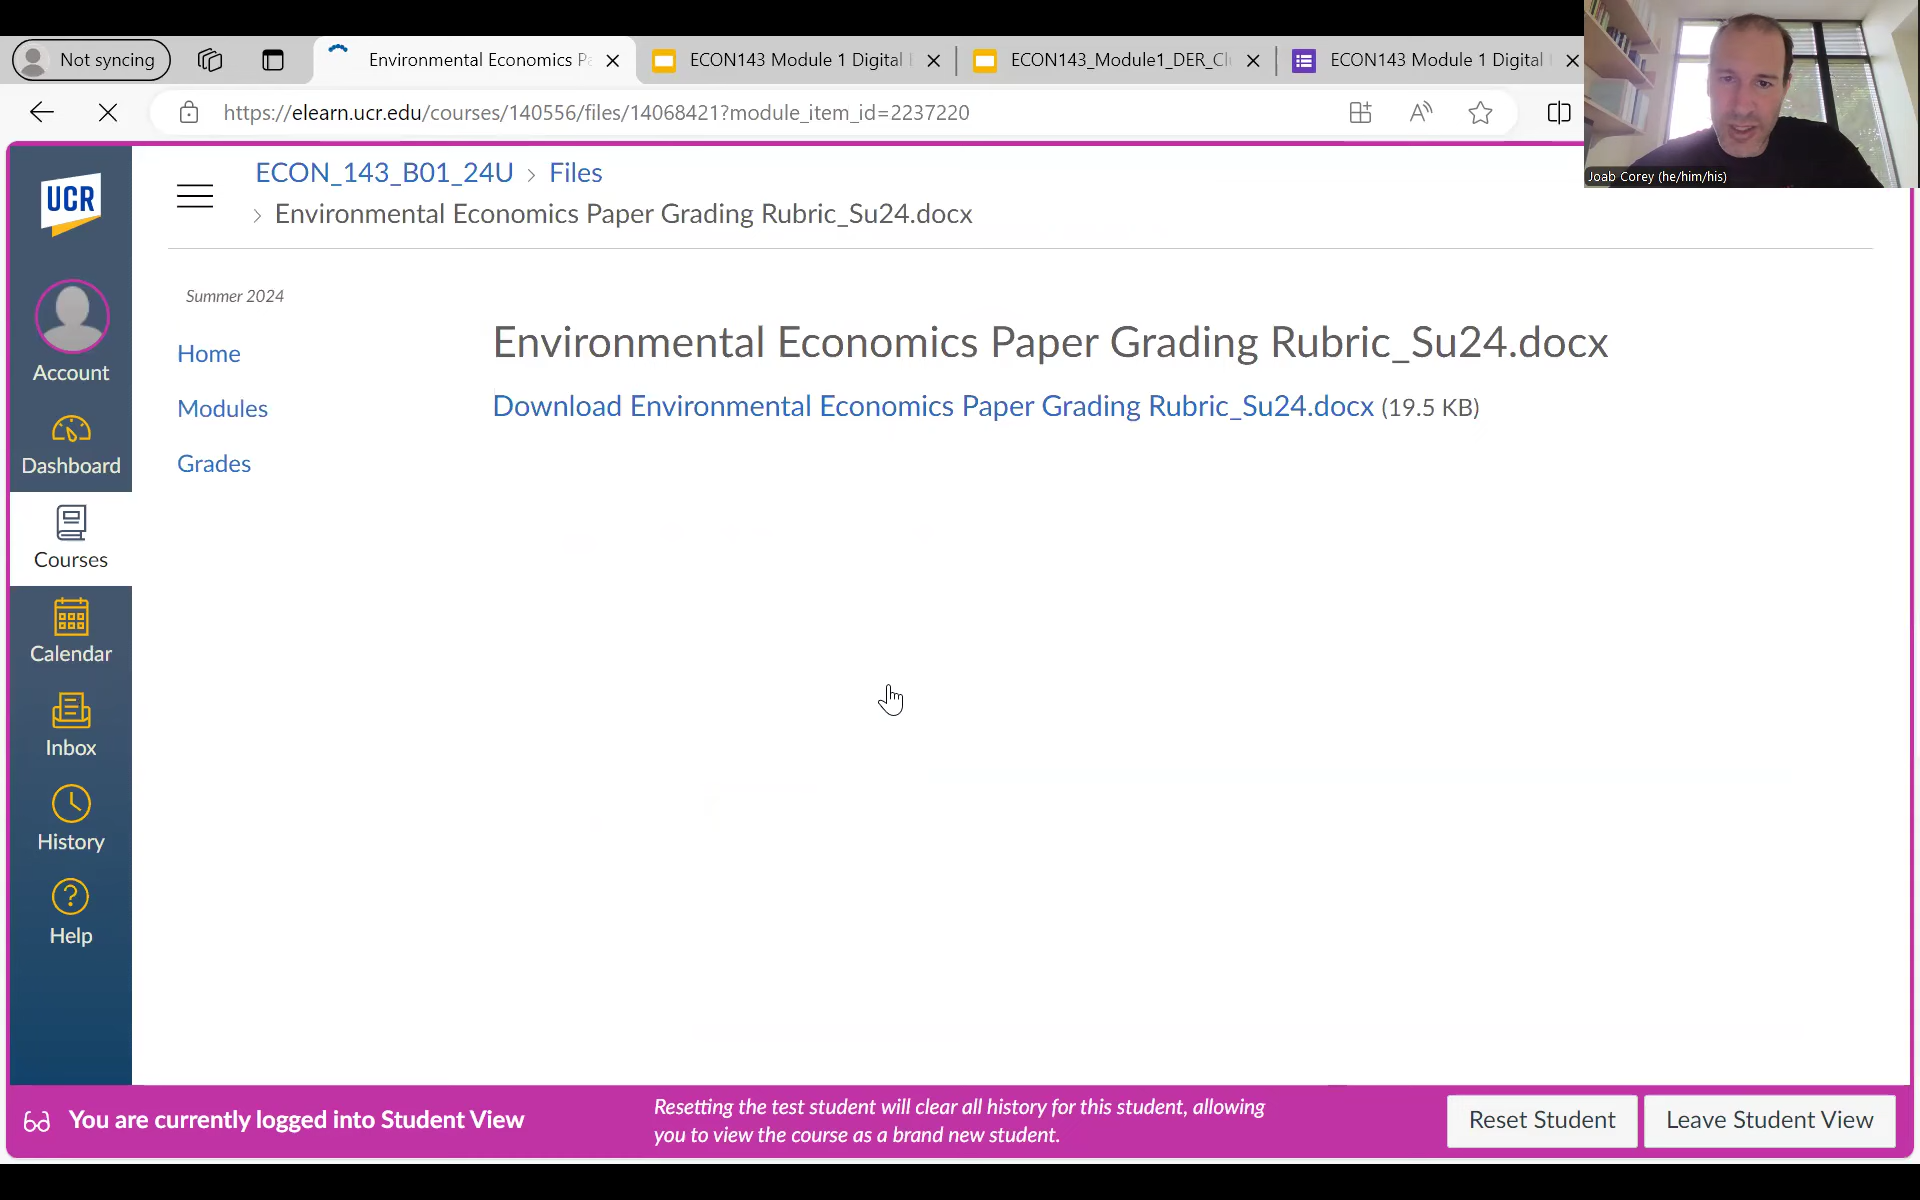 Not syncing
Environmental Economics Pa
ECON143 Module 1 Digital
ECON143_Module1_DER_Cl
ECON143 Module 1 Digital
https://elearn.ucr.edu/courses/140556/files/14068421?module_item_id=2237220
Joab Corey (he/him/his)
UCR
ECON_143_B01_24U › Files
› Environmental Economics Paper Grading Rubric_Su24.docx
Account
Dashboard
Courses
Calendar
Inbox
History
Help
Summer 2024
Home
Modules
Grades
Environmental Economics Paper Grading Rubric_Su24.docx
Download Environmental Economics Paper Grading Rubric_Su24.docx (19.5 KB)
You are currently logged into Student View
Resetting the test student will clear all history for this student, allowing
you to view the course as a brand new student.
Reset Student
Leave Student View